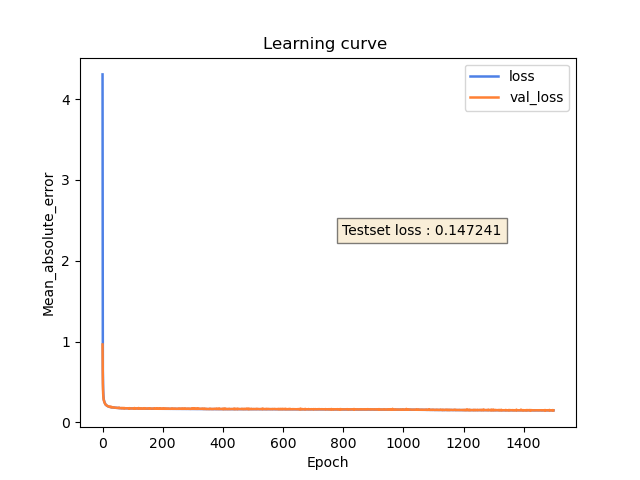 Learning curve
loss
val_loss
Testset loss : 0.147241
Mean_absolute_error
4
3
2
1
0
0 200 400 600 800 1000 1200 1400
Epoch